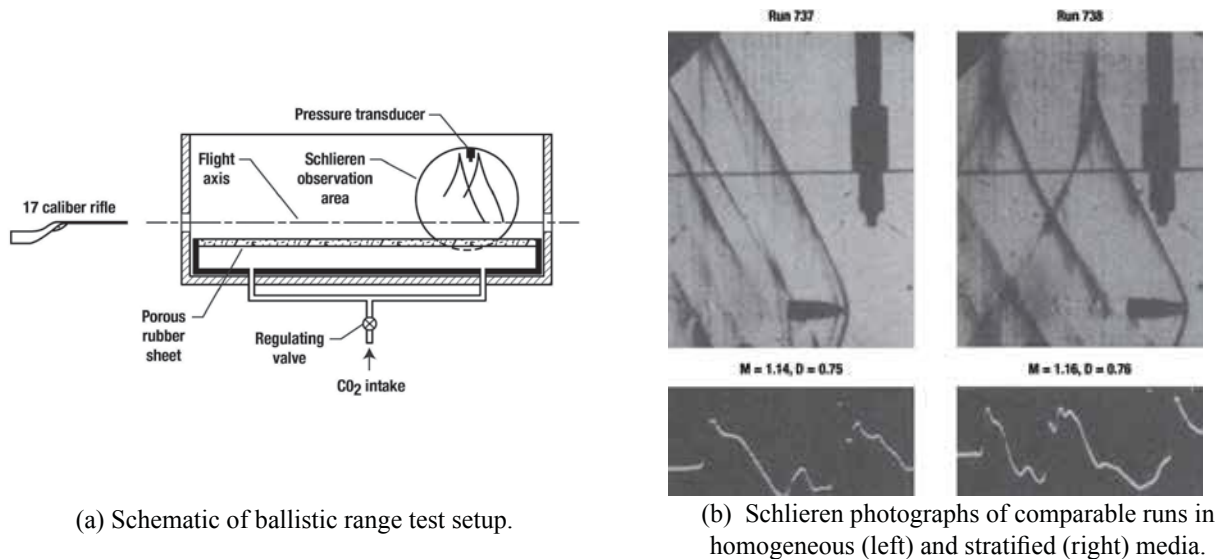 Pressure transducer
Flight
axis
Schlieren
observation
area
17 caliber rifle
Porous
rubber
sheet
Regulating
valve
CO₂ intake
(a) Schematic of ballistic range test setup.
Run 737
Run 738
M = 1.14, D = 0.75
M = 1.16, D = 0.76
(b) Schlieren photographs of comparable runs in
homogeneous (left) and stratified (right) media.